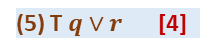 (5) T q ∨ r [4]